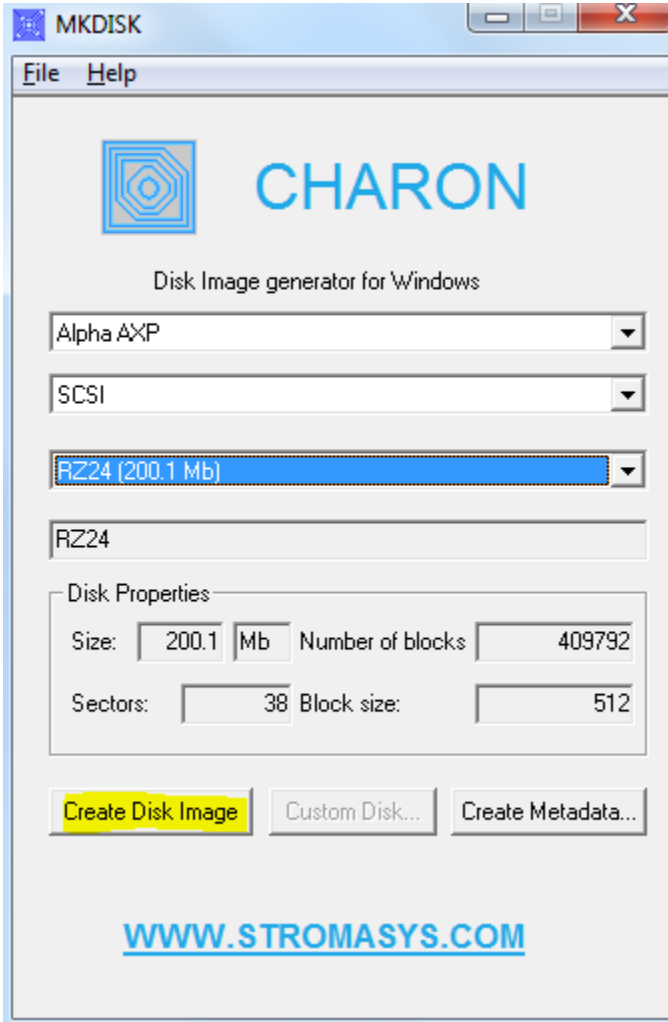 MKDISK
File Help
CHARON
Disk Image generator for Windows
Alpha AXP
SCSI
RZ24 (200.1 Mb)
RZ24
Disk Properties
Size: 200.1 Mb Number of blocks 409792
Sectors: 38 Block size: 512
Create Disk Image Custom Disk... Create Metadata...
WWW.STROMASYS.COM